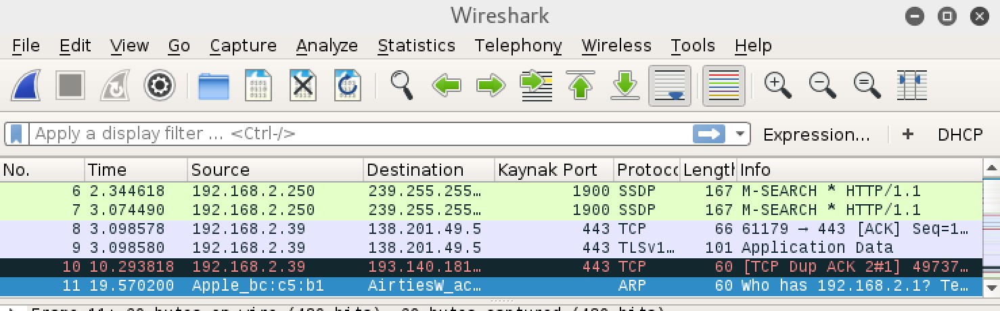 Wireshark
File Edit View Go Capture Analyze Statistics Telephony Wireless Tools Help
Apply a display filter ... <Ctrl-/> Expression... + DHCP
No. Time Source Destination Kaynak Port Protoc Length Info
6 2.344618 192.168.2.250 239.255.255… 1900 SSDP 167 M-SEARCH * HTTP/1.1
7 3.074490 192.168.2.250 239.255.255… 1900 SSDP 167 M-SEARCH * HTTP/1.1
8 3.098578 192.168.2.39 138.201.49.5 443 TCP 66 61179 → 443 [ACK] Seq=1…
9 3.098580 192.168.2.39 138.201.49.5 443 TLSv1… 101 Application Data
10 10.293818 192.168.2.39 193.140.181… 443 TCP 60 [TCP Dup ACK 2#1] 49737…
11 19.570200 Apple_bc:c5:b1 AirtiesW_ac… ARP 60 Who has 192.168.2.1? Te…